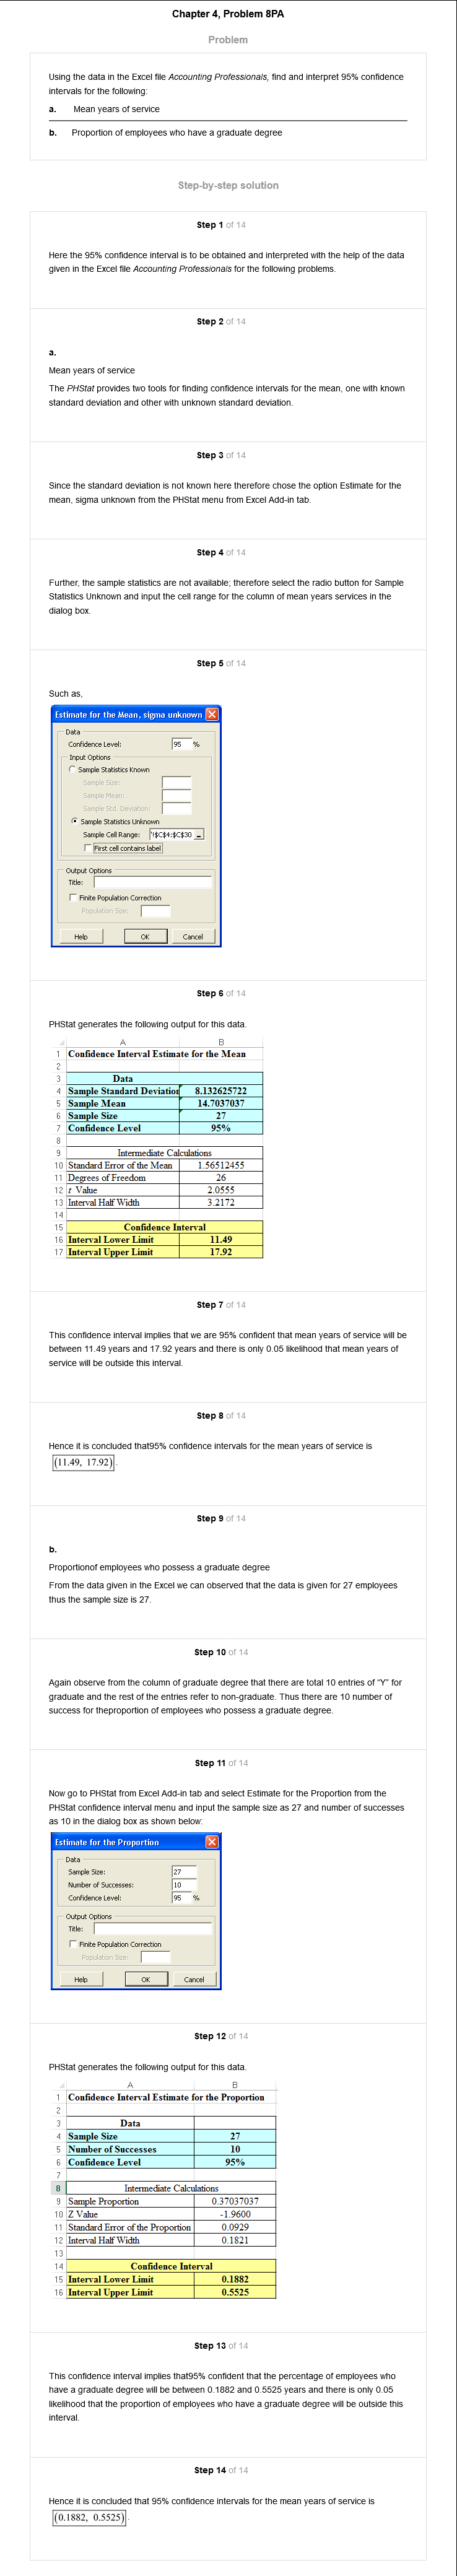 Chapter 4, Problem 8PA
Problem
Using the data in the Excel file Accounting Professionals, find and interpret 95% confidence
intervals for the following:
a. Mean years of service
b. Proportion of employees who have a graduate degree
Step-by-step solution
Step 1 of 14
Here the 95% confidence interval is to be obtained and interpreted with the help of the data
given in the Excel file Accounting Professionals for the following problems.
Step 2 of 14
a.
Mean years of service
The PHStat provides two tools for finding confidence intervals for the mean, one with known
standard deviation and other with unknown standard deviation.
Step 3 of 14
Since the standard deviation is not known here therefore chose the option Estimate for the
mean, sigma unknown from the PHStat menu from Excel Add-in tab.
Step 4 of 14
Further, the sample statistics are not available; therefore select the radio button for Sample
Statistics Unknown and input the cell range for the column of mean years services in the
dialog box.
Step 5 of 14
Such as,
Estimate for the Mean, sigma unknown
Data
Confidence Level: 95 %
Input Options
Sample Statistics Known
Sample Size:
Sample Mean:
Sample Std. Deviation:
Sample Statistics Unknown
Sample Cell Range: '!$C$4:$C$30
First cell contains label
Output Options
Title:
Finite Population Correction
Population Size:
Help OK Cancel
Step 6 of 14
PHStat generates the following output for this data.
A B
1 Confidence Interval Estimate for the Mean
2
3 Data
4 Sample Standard Deviation 8.132625722
5 Sample Mean 14.7037037
6 Sample Size 27
7 Confidence Level 95%
8
9 Intermediate Calculations
10 Standard Error of the Mean 1.56512455
11 Degrees of Freedom 26
12 t Value 2.0555
13 Interval Half Width 3.2172
14
15 Confidence Interval
16 Interval Lower Limit 11.49
17 Interval Upper Limit 17.92
Step 7 of 14
This confidence interval implies that we are 95% confident that mean years of service will be
between 11.49 years and 17.92 years and there is only 0.05 likelihood that mean years of
service will be outside this interval.
Step 8 of 14
Hence it is concluded that95% confidence intervals for the mean years of service is
(11.49, 17.92).
Step 9 of 14
b.
Proportionof employees who possess a graduate degree
From the data given in the Excel we can observed that the data is given for 27 employees
thus the sample size is 27.
Step 10 of 14
Again observe from the column of graduate degree that there are total 10 entries of "Y" for
graduate and the rest of the entries refer to non-graduate. Thus there are 10 number of
success for theproportion of employees who possess a graduate degree.
Step 11 of 14
Now go to PHStat from Excel Add-in tab and select Estimate for the Proportion from the
PHStat confidence interval menu and input the sample size as 27 and number of successes
as 10 in the dialog box as shown below:
Estimate for the Proportion
Data
Sample Size: 27
Number of Successes: 10
Confidence Level: 95 %
Output Options
Title:
Finite Population Correction
Population Size:
Help OK Cancel
Step 12 of 14
PHStat generates the following output for this data.
A B
1 Confidence Interval Estimate for the Proportion
2
3 Data
4 Sample Size 27
5 Number of Successes 10
6 Confidence Level 95%
7
8 Intermediate Calculations
9 Sample Proportion 0.37037037
10 Z Value -1.9600
11 Standard Error of the Proportion 0.0929
12 Interval Half Width 0.1821
13
14 Confidence Interval
15 Interval Lower Limit 0.1882
16 Interval Upper Limit 0.5525
Step 13 of 14
This confidence interval implies that95% confident that the percentage of employees who
have a graduate degree will be between 0.1882 and 0.5525 years and there is only 0.05
likelihood that the proportion of employees who have a graduate degree will be outside this
interval.
Step 14 of 14
Hence it is concluded that 95% confidence intervals for the mean years of service is
(0.1882, 0.5525).